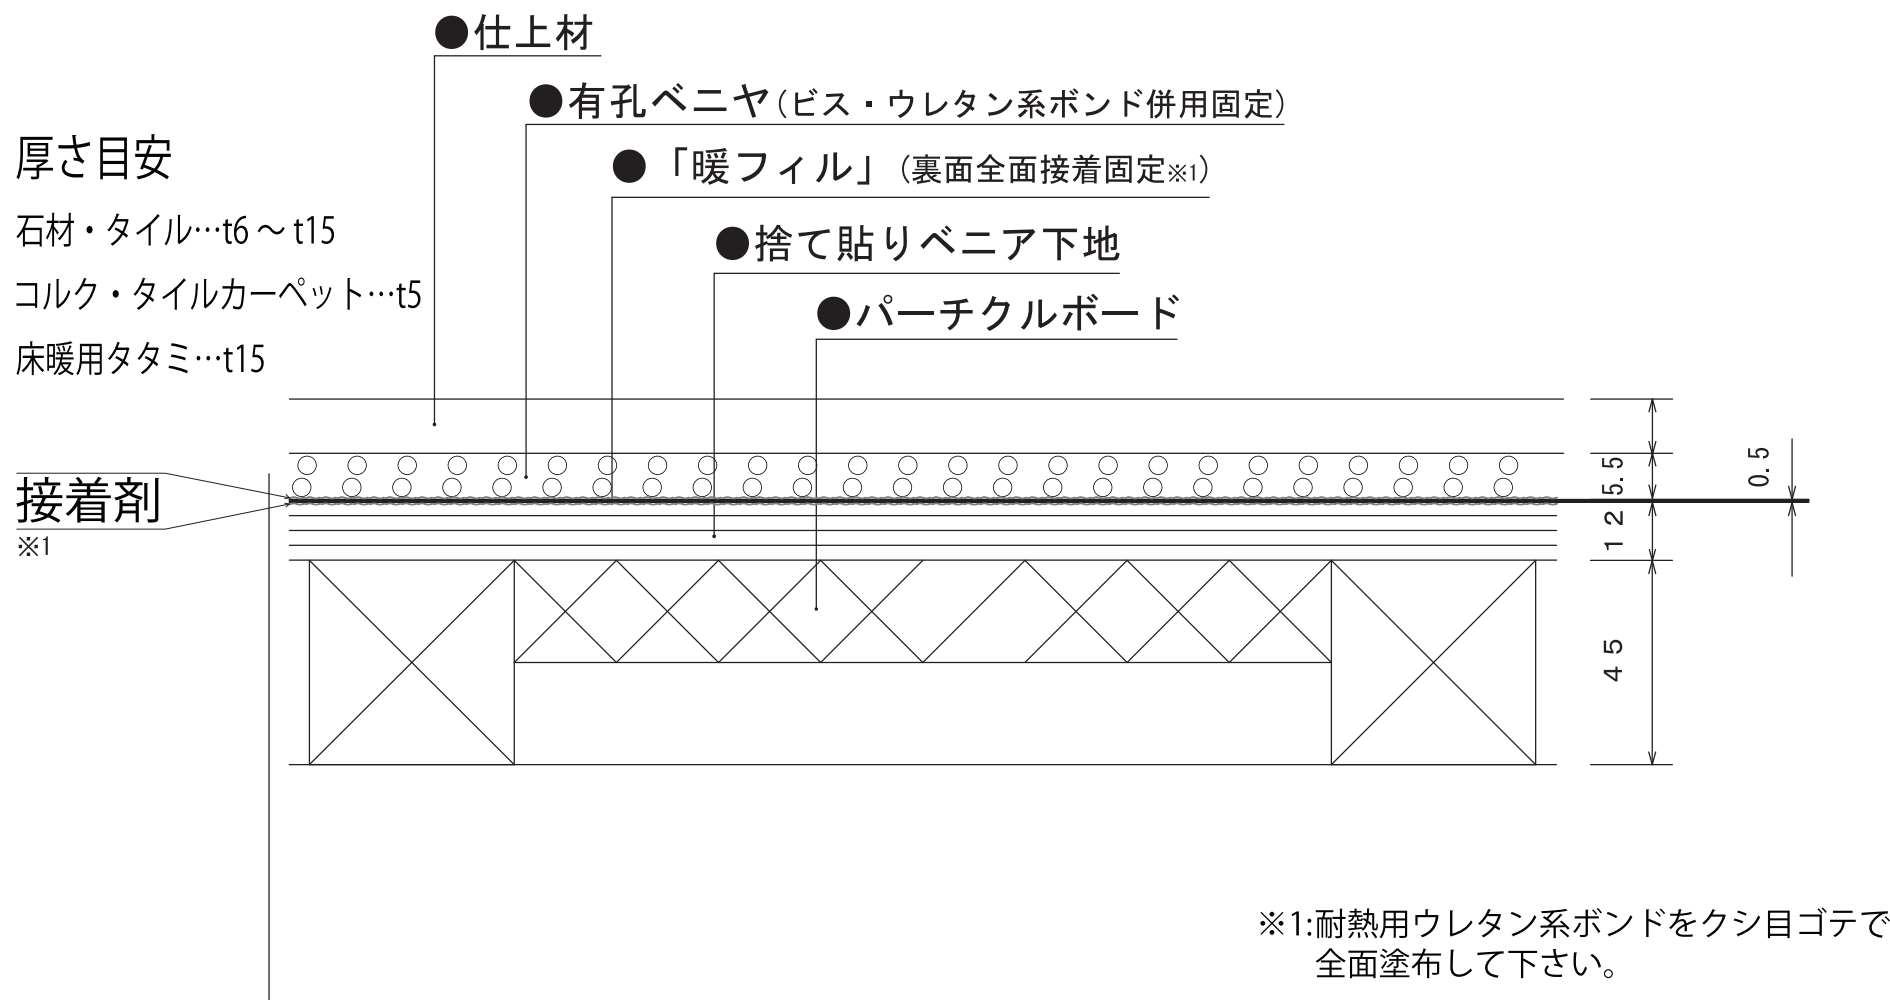 ●仕上材
●有孔ベニヤ(ビス・ウレタン系ボンド併用固定)
●「暖フィル」(裏面全面接着固定※1)
●捨て貼りベニア下地
●パーチクルボード
厚さ目安
石材・タイル…t6～t15
コルク・タイルカーペット…t5
床暖用タタミ…t15
接着剤
※1
5.5
0.5
12
45
※1:耐熱用ウレタン系ボンドをクシ目ゴテで
全面塗布して下さい。